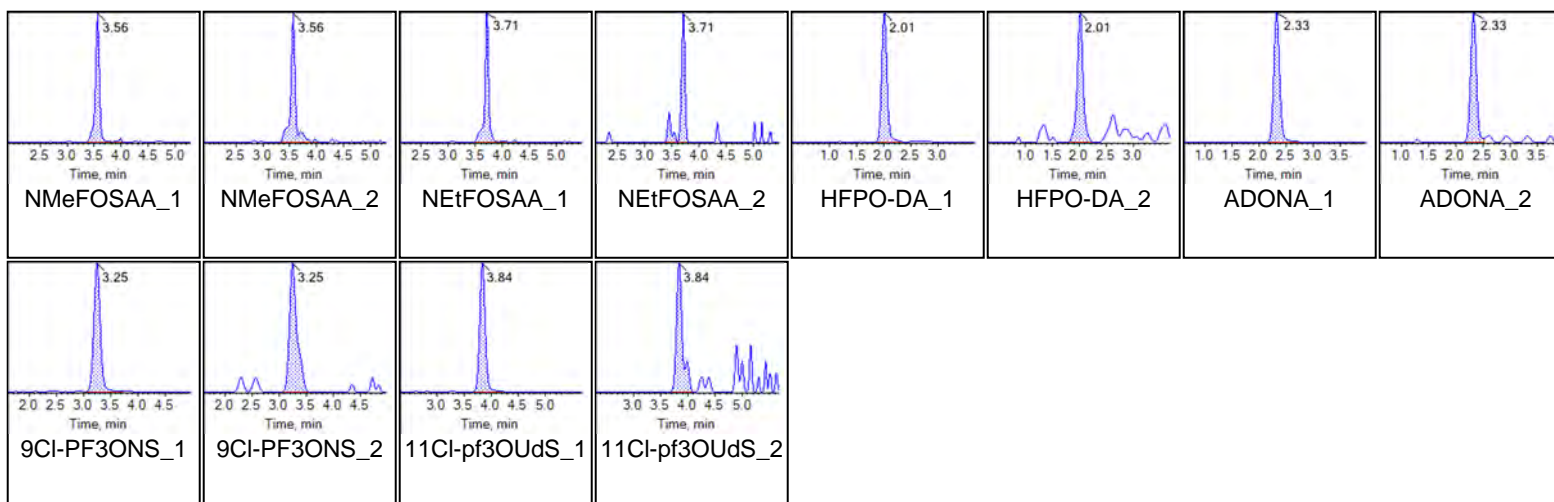 3.56 3.56 3.71 3.71 2.01 2.01 2.33 2.33
2.5 3.0 3.5 4.0 4.5 5.0 2.5 3.0 3.5 4.0 4.5 5.0 2.5 3.0 3.5 4.0 4.5 5.0 2.5 3.0 3.5 4.0 4.5 5.0 1.0 1.5 2.0 2.5 3.0 1.0 1.5 2.0 2.5 3.0 1.0 1.5 2.0 2.5 3.0 3.5 1.0 1.5 2.0 2.5 3.0 3.5
Time, min Time, min Time, min Time, min Time, min Time, min Time, min Time, min
NMeFOSAA_1 NMeFOSAA_2 NEtFOSAA_1 NEtFOSAA_2 HFPO-DA_1 HFPO-DA_2 ADONA_1 ADONA_2
3.25 3.25 3.84 3.84
2.0 2.5 3.0 3.5 4.0 4.5 2.0 2.5 3.0 3.5 4.0 4.5 3.0 3.5 4.0 4.5 5.0 3.0 3.5 4.0 4.5 5.0
Time, min Time, min Time, min Time, min
9Cl-PF3ONS_1 9Cl-PF3ONS_2 11Cl-pf3OUdS_1 11Cl-pf3OUdS_2